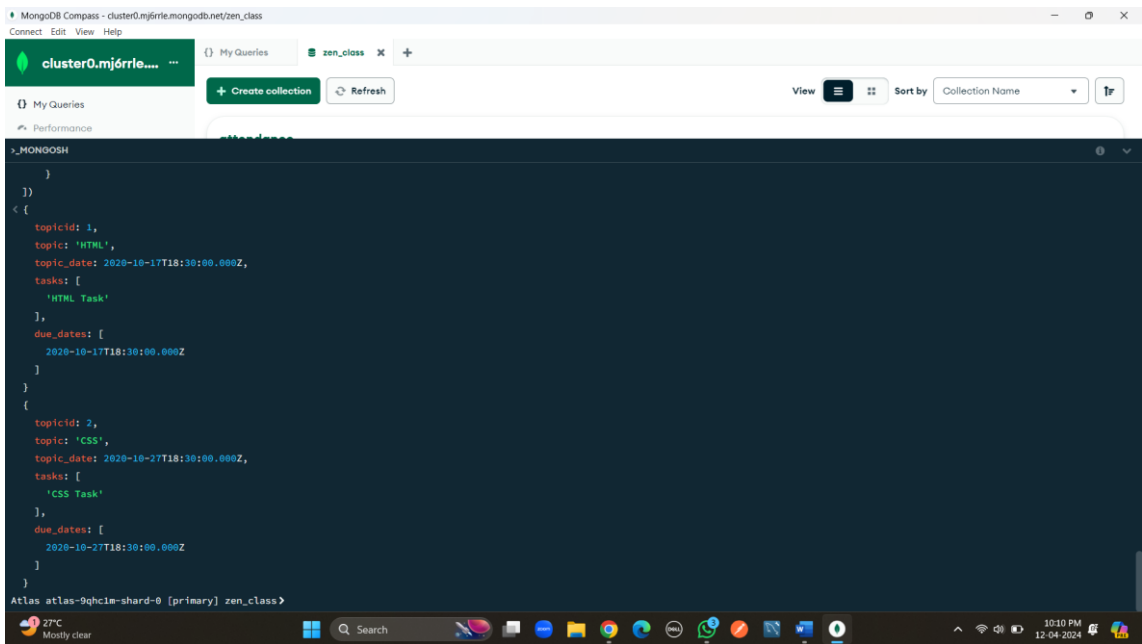 MongoDB Compass - cluster0.mj6rrle.mongodb.net/zen_class
Connect Edit View Help
cluster0.mj6rrle.... ...
{} My Queries
zen_class
+ Create collection
Refresh
View
Sort by
Collection Name
{} My Queries
Performance
attendance
>_MONGOSH
}
])
< {
topicid: 1,
topic: 'HTML',
topic_date: 2020-10-17T18:30:00.000Z,
tasks: [
'HTML Task'
],
due_dates: [
2020-10-17T18:30:00.000Z
]
}
{
topicid: 2,
topic: 'CSS',
topic_date: 2020-10-27T18:30:00.000Z,
tasks: [
'CSS Task'
],
due_dates: [
2020-10-27T18:30:00.000Z
]
}
Atlas atlas-9qhc1m-shard-0 [primary] zen_class>
1
27°C
Mostly clear
Search
10:10 PM
12-04-2024